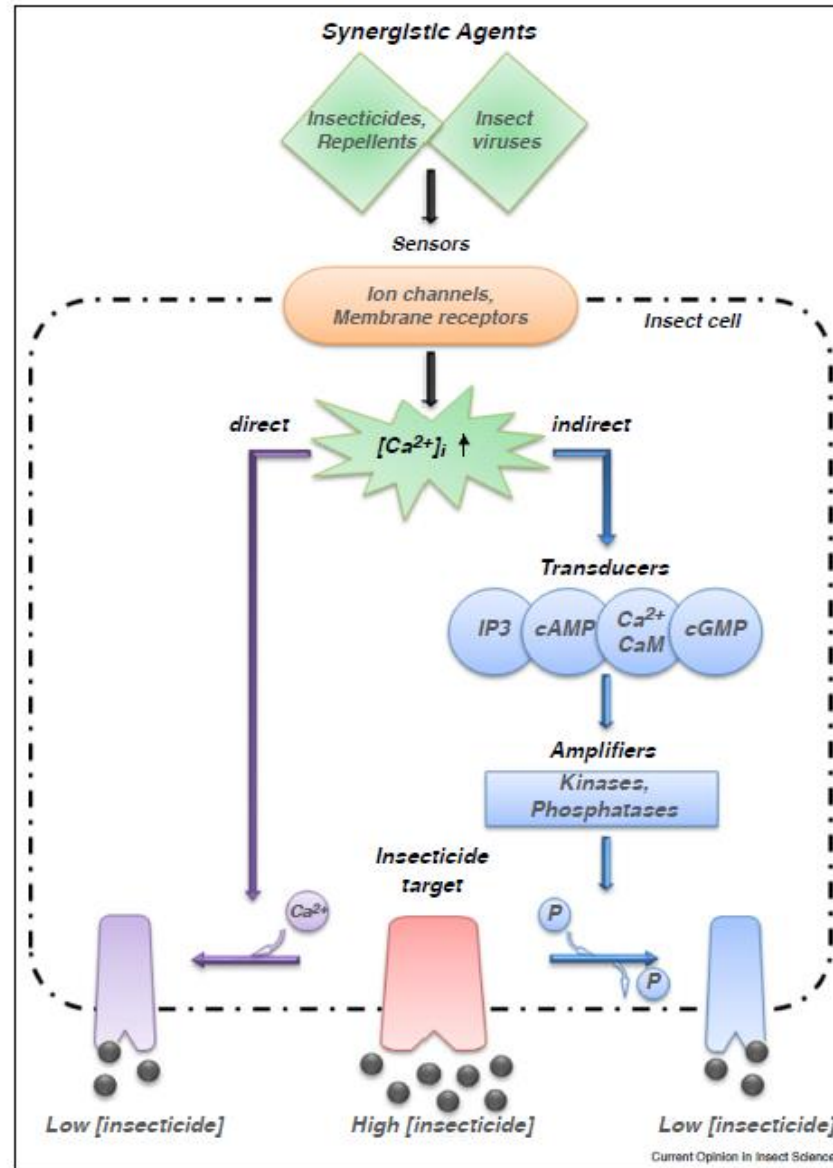 Synergistic Agents
Insecticides,
Repellents
Insect
viruses
Sensors
Ion channels,
Membrane receptors
Insect cell
direct
[Ca²⁺]ᵢ ↑
indirect
Transducers
IP3
cAMP
Ca²⁺
CaM
cGMP
Amplifiers
Kinases,
Phosphatases
Insecticide
target
Ca²⁺
P
P
Low [insecticide]
High [insecticide]
Low [insecticide]
Current Opinion in Insect Science